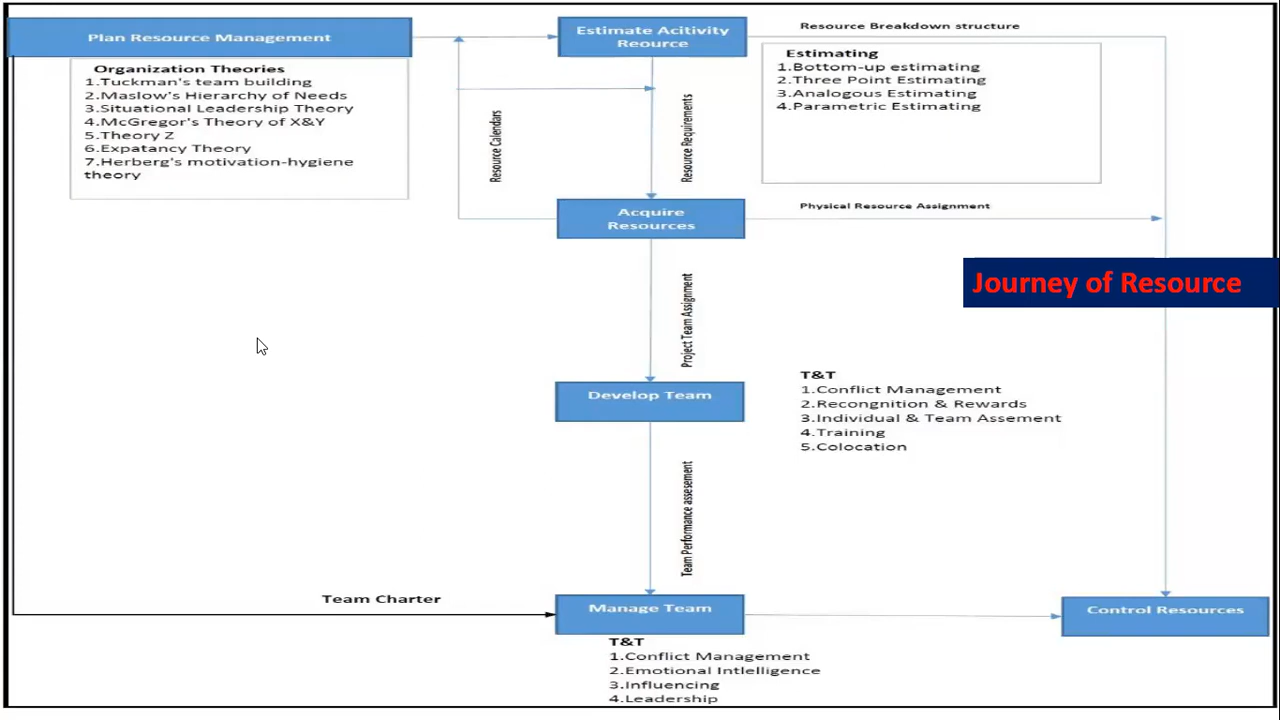 Plan Resource Management
Organization Theories
1.Tuckman's team building
2.Maslow's Hierarchy of Needs
3.Situational Leadership Theory
4.McGregor's Theory of X&Y
5.Theory Z
6.Expatancy Theory
7.Herberg's motivation-hygiene
theory
Estimate Acitivity
Reource
Resource Breakdown structure
Estimating
1.Bottom-up estimating
2.Three Point Estimating
3.Analogous Estimating
4.Parametric Estimating
Resource Calendars
Resource Requirements
Acquire
Resources
Physical Resource Assignment
Journey of Resource
Project Team Assignment
Develop Team
T&T
1.Conflict Management
2.Recongnition & Rewards
3.Individual & Team Assement
4.Training
5.Colocation
Team Performance assesement
Team Charter
Manage Team
T&T
1.Conflict Management
2.Emotional Intlelligence
3.Influencing
4.Leadership
Control Resources